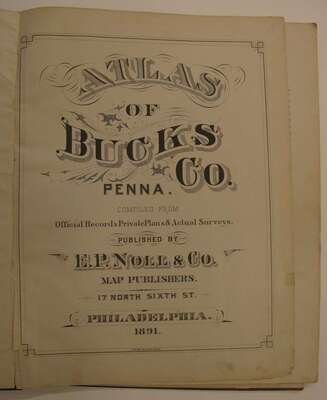 ATLAS
OF
BUCKS
CO.
PENNA.
COMPILED FROM
Official Records Private Plans & Actual Surveys.
PUBLISHED BY
E.P. NOLL & CO.
MAP PUBLISHERS.
17 NORTH SIXTH ST.
PHILADELPHIA.
1891.